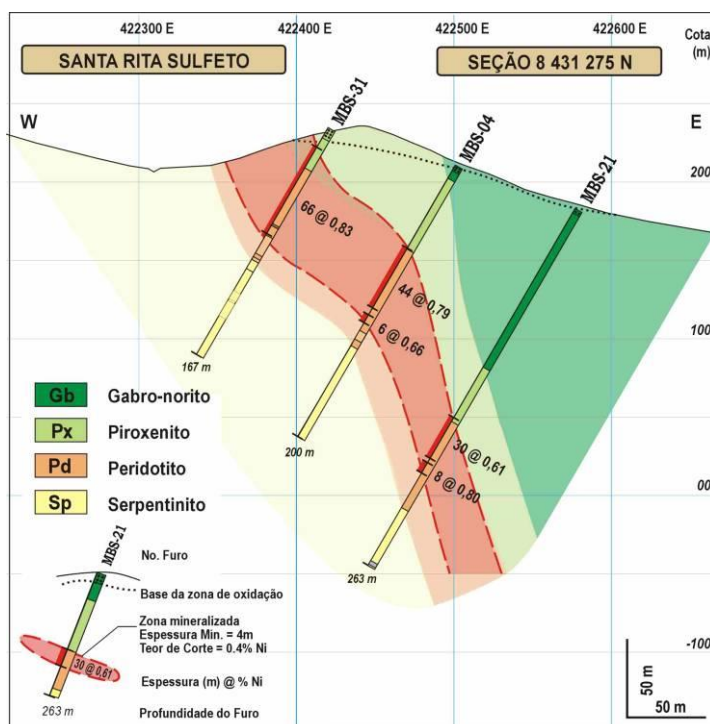 422300 E
422400 E
422500 E
422600 E
Cota
(m)
SANTA RITA SULFETO
SEÇÃO 8 431 275 N
W
E
MBS-31
MBS-04
MBS-21
200
66 @ 0,83
44 @ 0,79
6 @ 0,66
100
167 m
200 m
30 @ 0,61
8 @ 0,80
00
263 m
-100
Gb Gabro-norito
Px Piroxenito
Pd Peridotito
Sp Serpentinito
MBS-21
No. Furo
Base da zona de oxidação
Zona mineralizada
Espessura Min. = 4m
Teor de Corte = 0.4% Ni
30 @ 0,61
Espessura (m) @ % Ni
263 m
Profundidade do Furo
50 m
50 m